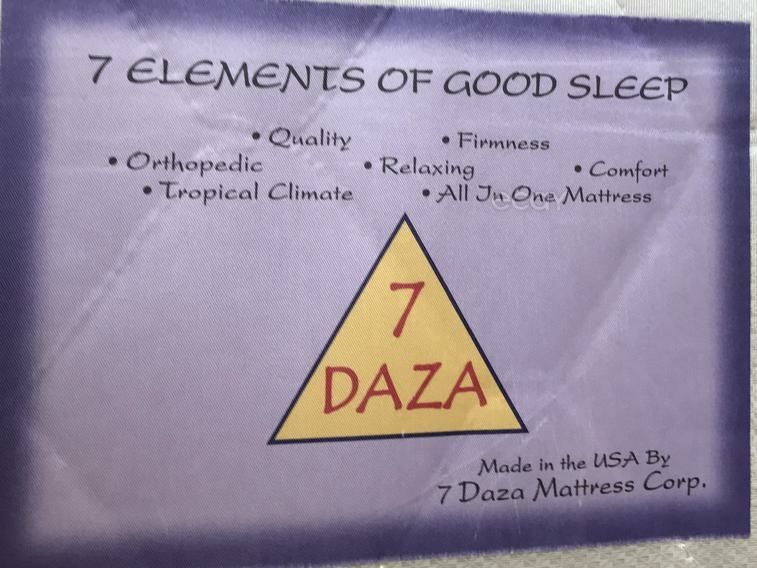 7 ELEMENTS OF GOOD SLEEP
• Quality • Firmness
• Orthopedic • Relaxing • Comfort
• Tropical Climate • All In One Mattress
7
DAZA
Made in the USA By
7 Daza Mattress Corp.